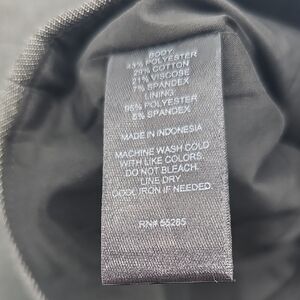 BODY:
43% POLYESTER
29% COTTON
21% VISCOSE
7% SPANDEX
LINING:
95% POLYESTER
5% SPANDEX
MADE IN INDONESIA
MACHINE WASH COLD
WITH LIKE COLORS.
DO NOT BLEACH.
LINE DRY
COOL IRON IF NEEDED.
RN# 55285